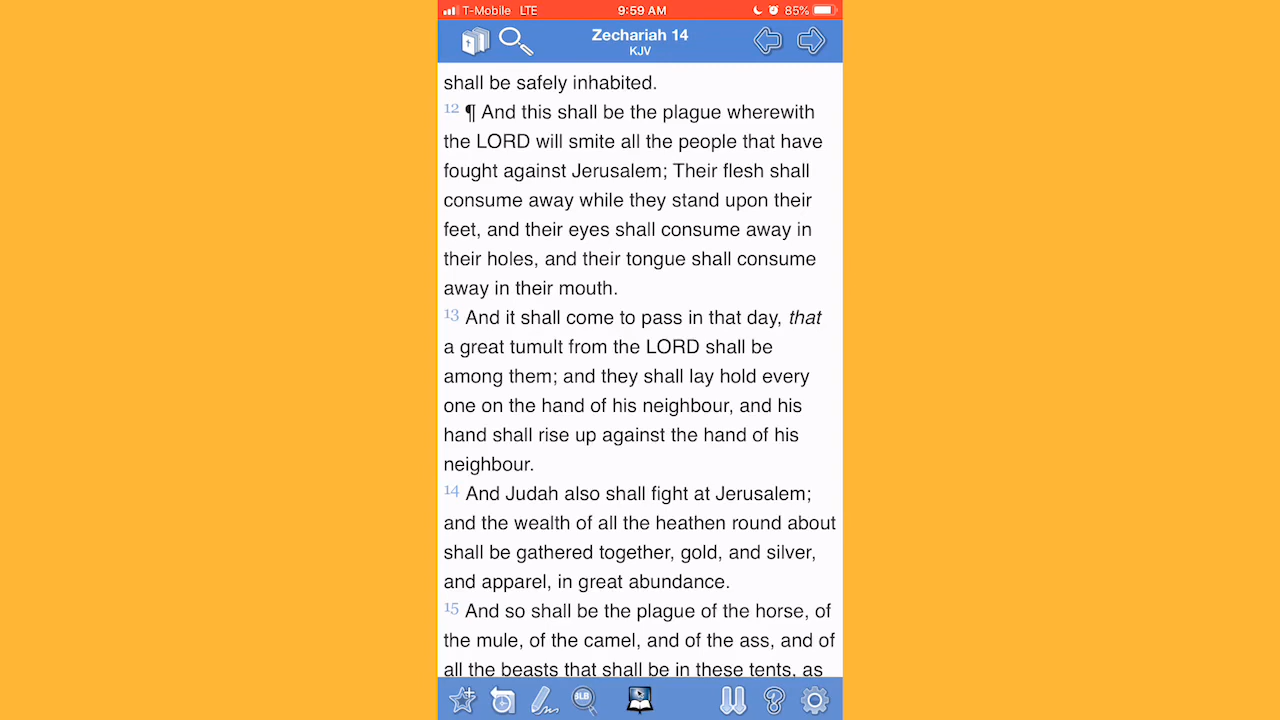 T-Mobile LTE 9:59 AM 85%
Zechariah 14
KJV
shall be safely inhabited.
12 ¶ And this shall be the plague wherewith
the LORD will smite all the people that have
fought against Jerusalem; Their flesh shall
consume away while they stand upon their
feet, and their eyes shall consume away in
their holes, and their tongue shall consume
away in their mouth.
13 And it shall come to pass in that day, that
a great tumult from the LORD shall be
among them; and they shall lay hold every
one on the hand of his neighbour, and his
hand shall rise up against the hand of his
neighbour.
14 And Judah also shall fight at Jerusalem;
and the wealth of all the heathen round about
shall be gathered together, gold, and silver,
and apparel, in great abundance.
15 And so shall be the plague of the horse, of
the mule, of the camel, and of the ass, and of
all the beasts that shall be in these tents, as
BLB